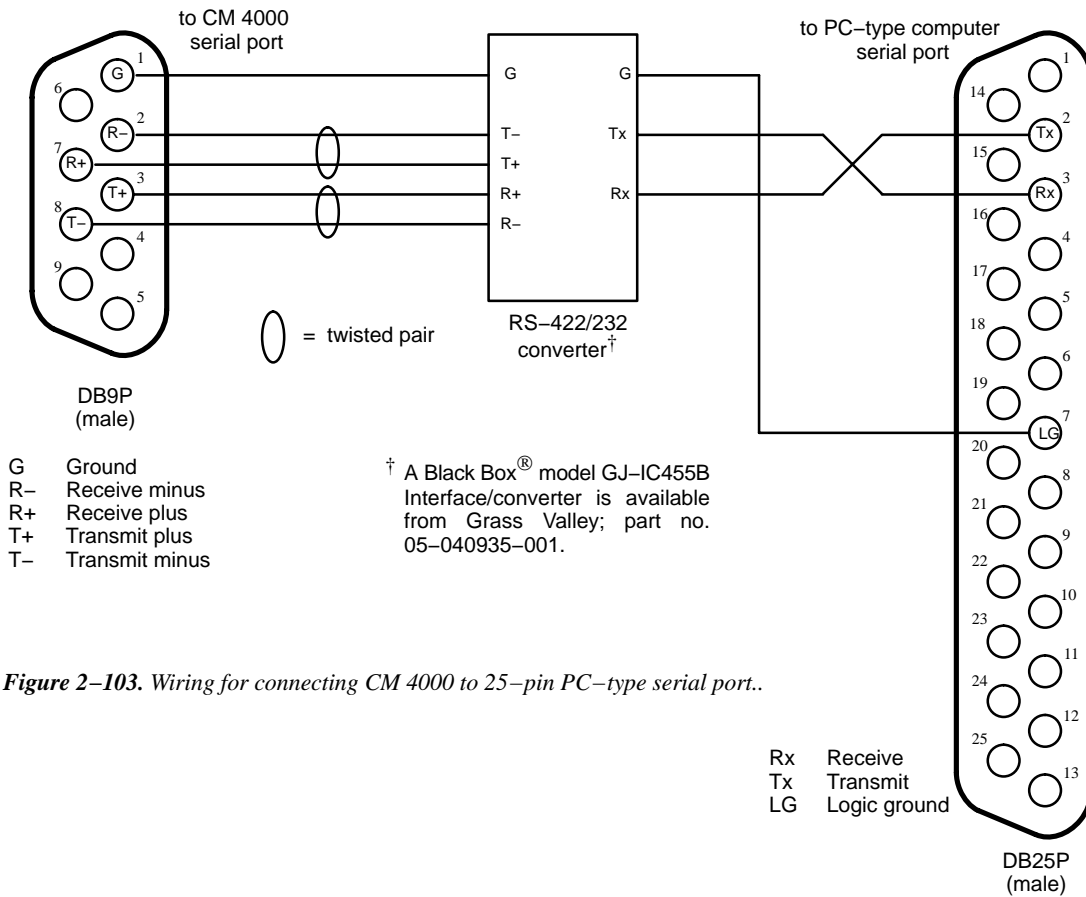 to CM 4000
serial port
1
G
6
2
R−
7
R+
3
T+
8
T−
4
9
5
DB9P
(male)
= twisted pair
G
T−
T+
R+
R−
G
Tx
Rx
RS−422/232
converter†
to PC−type computer
serial port
1
14
2
Tx
15
3
Rx
16
4
17
5
18
6
19
7
LG
20
8
21
9
22
10
23
11
24
12
25
13
DB25P
(male)
G Ground
R− Receive minus
R+ Receive plus
T+ Transmit plus
T− Transmit minus
† A Black Box® model GJ−IC455B
Interface/converter is available
from Grass Valley; part no.
05−040935−001.
Figure 2−103. Wiring for connecting CM 4000 to 25−pin PC−type serial port..
Rx Receive
Tx Transmit
LG Logic ground